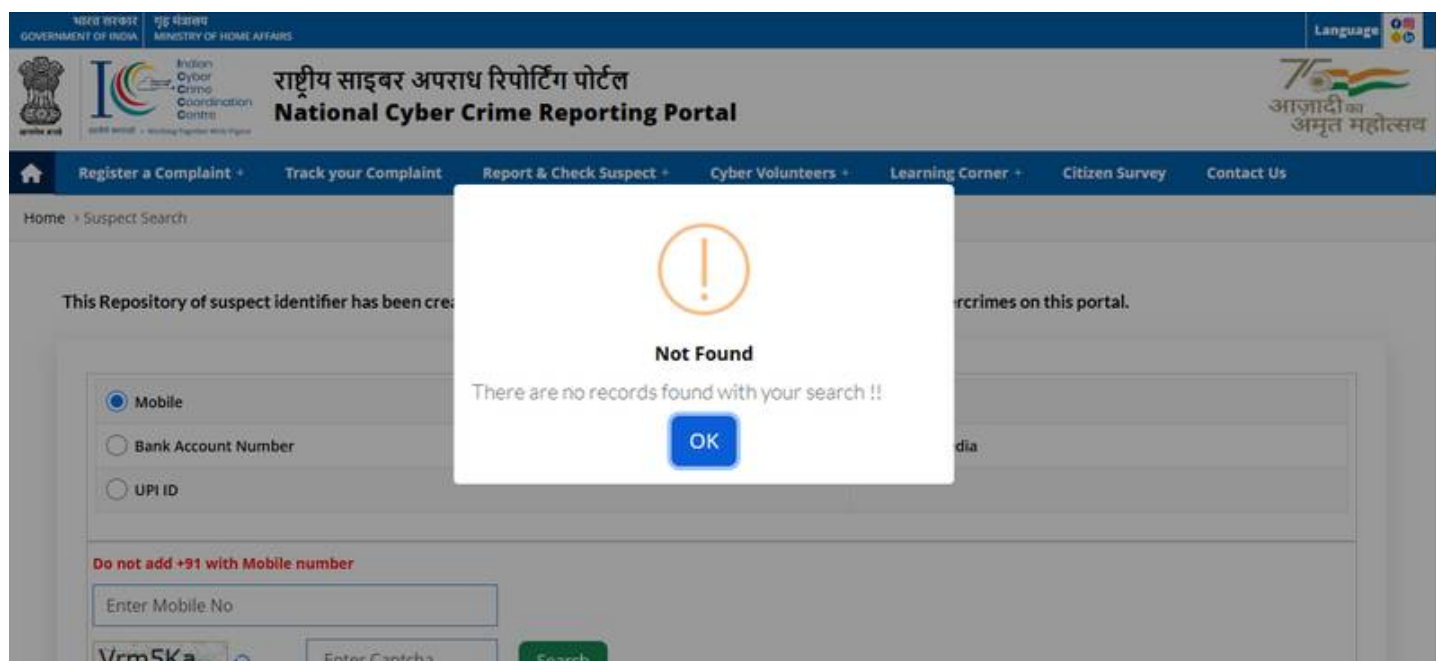 भारत सरकार गृह मंत्रालय
GOVERNMENT OF INDIA MINISTRY OF HOME AFFAIRS
Language
Indian
Cyber
Crime
Coordination
Centre
राष्ट्रीय साइबर अपराध रिपोर्टिंग पोर्टल
National Cyber Crime Reporting Portal
आज़ादी का
अमृत महोत्सव
Register a Complaint + Track your Complaint Report & Check Suspect + Cyber Volunteers + Learning Corner + Citizen Survey Contact Us
Home > Suspect Search
This Repository of suspect identifier has been crea
rcrimes on this portal.
Not Found
There are no records found with your search !!
OK
Mobile
Bank Account Number
dia
UPI ID
Do not add +91 with Mobile number
Enter Mobile No
Vrm5Ka
Enter Captcha
Search